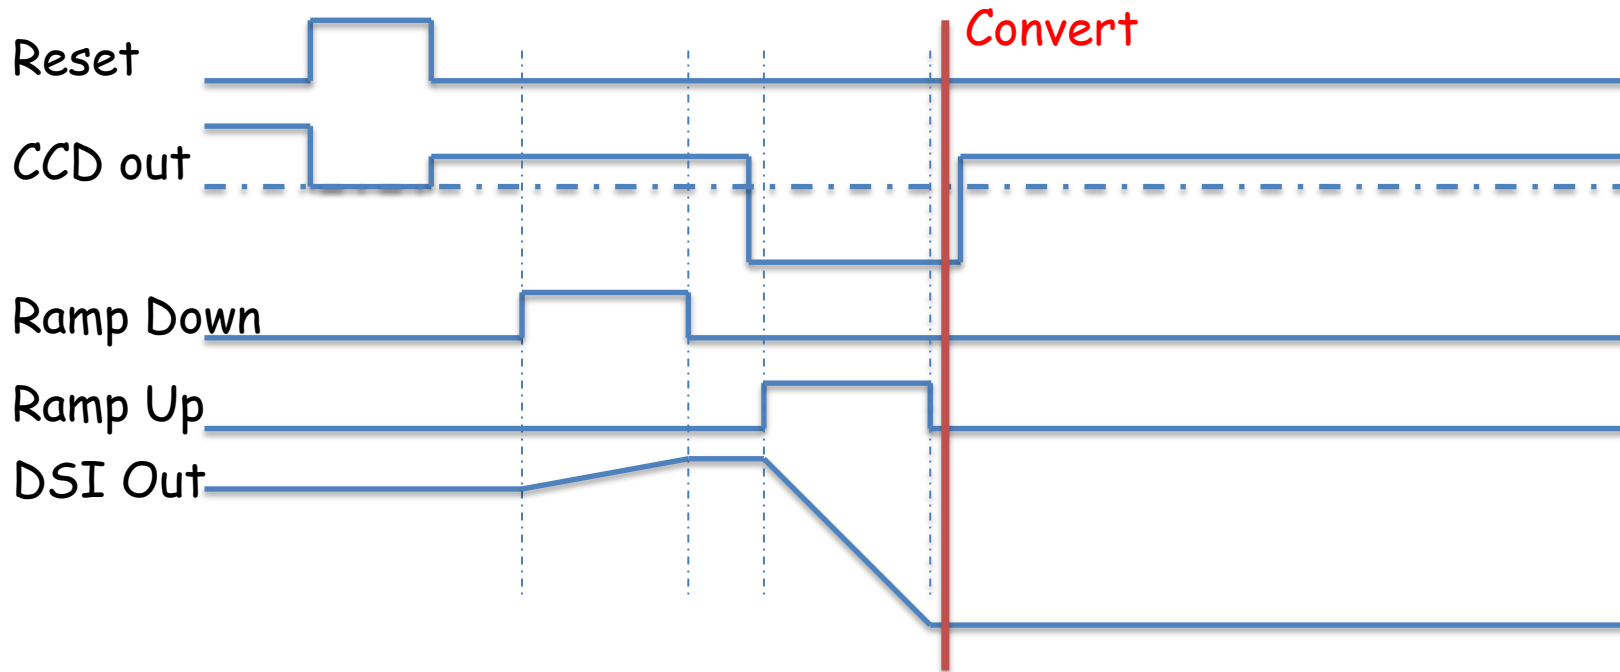 Convert
Reset
CCD out
Ramp Down
Ramp Up
DSI Out